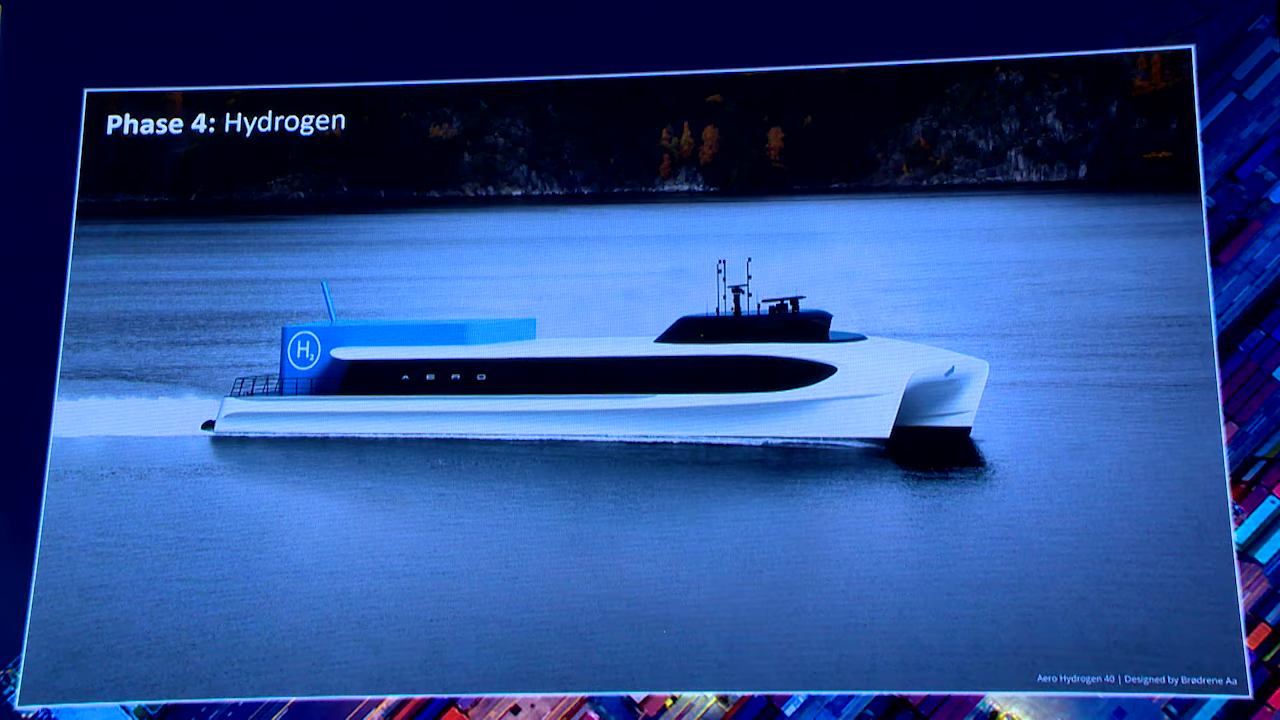 Phase 4: Hydrogen
H₂
AERO
Aero Hydrogen 40 | Designed by Brødrene Aa